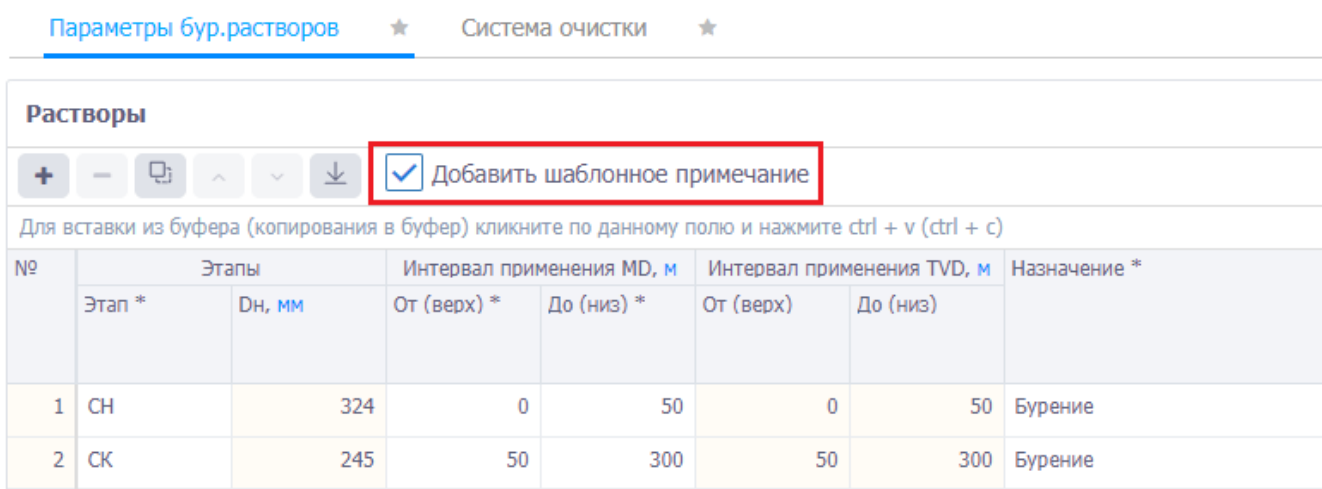 Параметры бур.растворов Система очистки
Растворы
Добавить шаблонное примечание
Для вставки из буфера (копирования в буфер) кликните по данному полю и нажмите ctrl + v (ctrl + c)
№ Этапы Интервал применения MD, м Интервал применения TVD, м Назначение *
Этап * Dн, мм От (верх) * До (низ) * От (верх) До (низ)
1 СН 324 0 50 0 50 Бурение
2 СК 245 50 300 50 300 Бурение